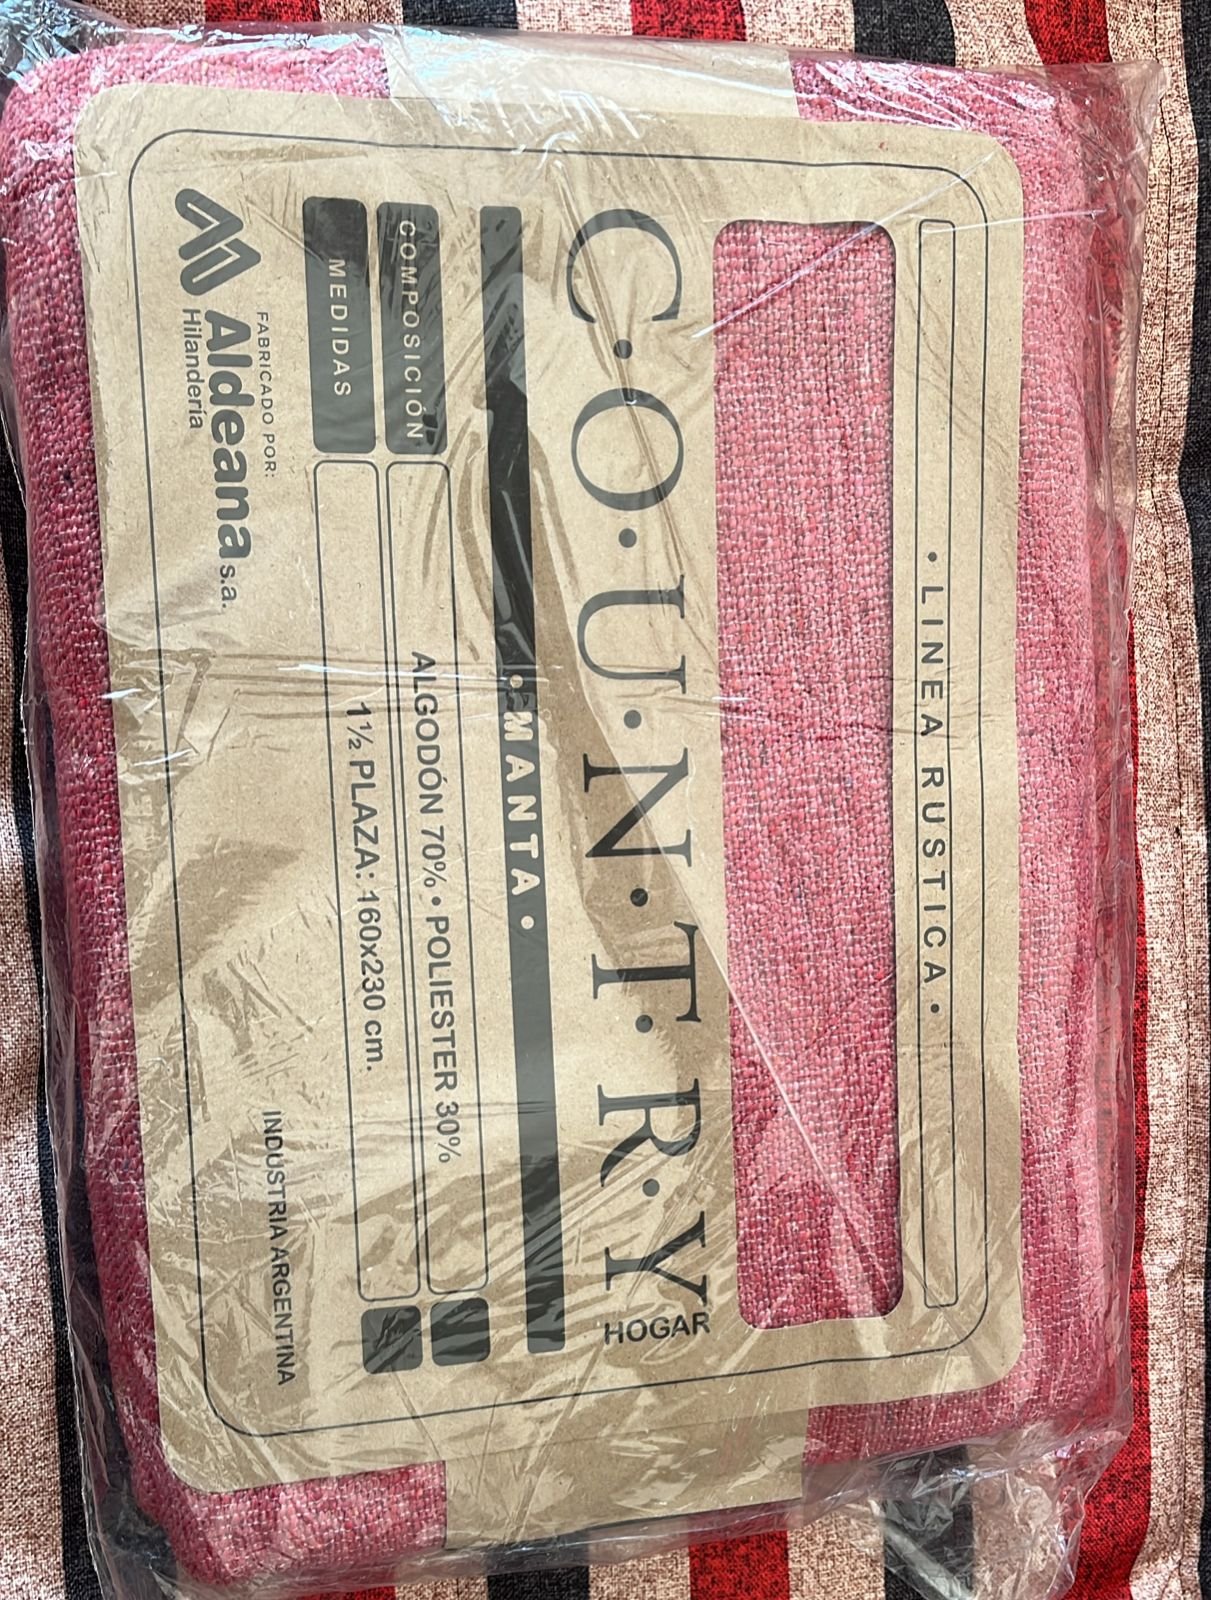 • LINEA RUSTICA •
C•O•U•N•T•R•Y
HOGAR
• MANTA •
COMPOSICIÓN
ALGODÓN 70% • POLIESTER 30%
MEDIDAS
1½ PLAZA: 160x230 cm.
FABRICADO POR:
Aldeana s.a.
Hilandería
INDUSTRIA ARGENTINA